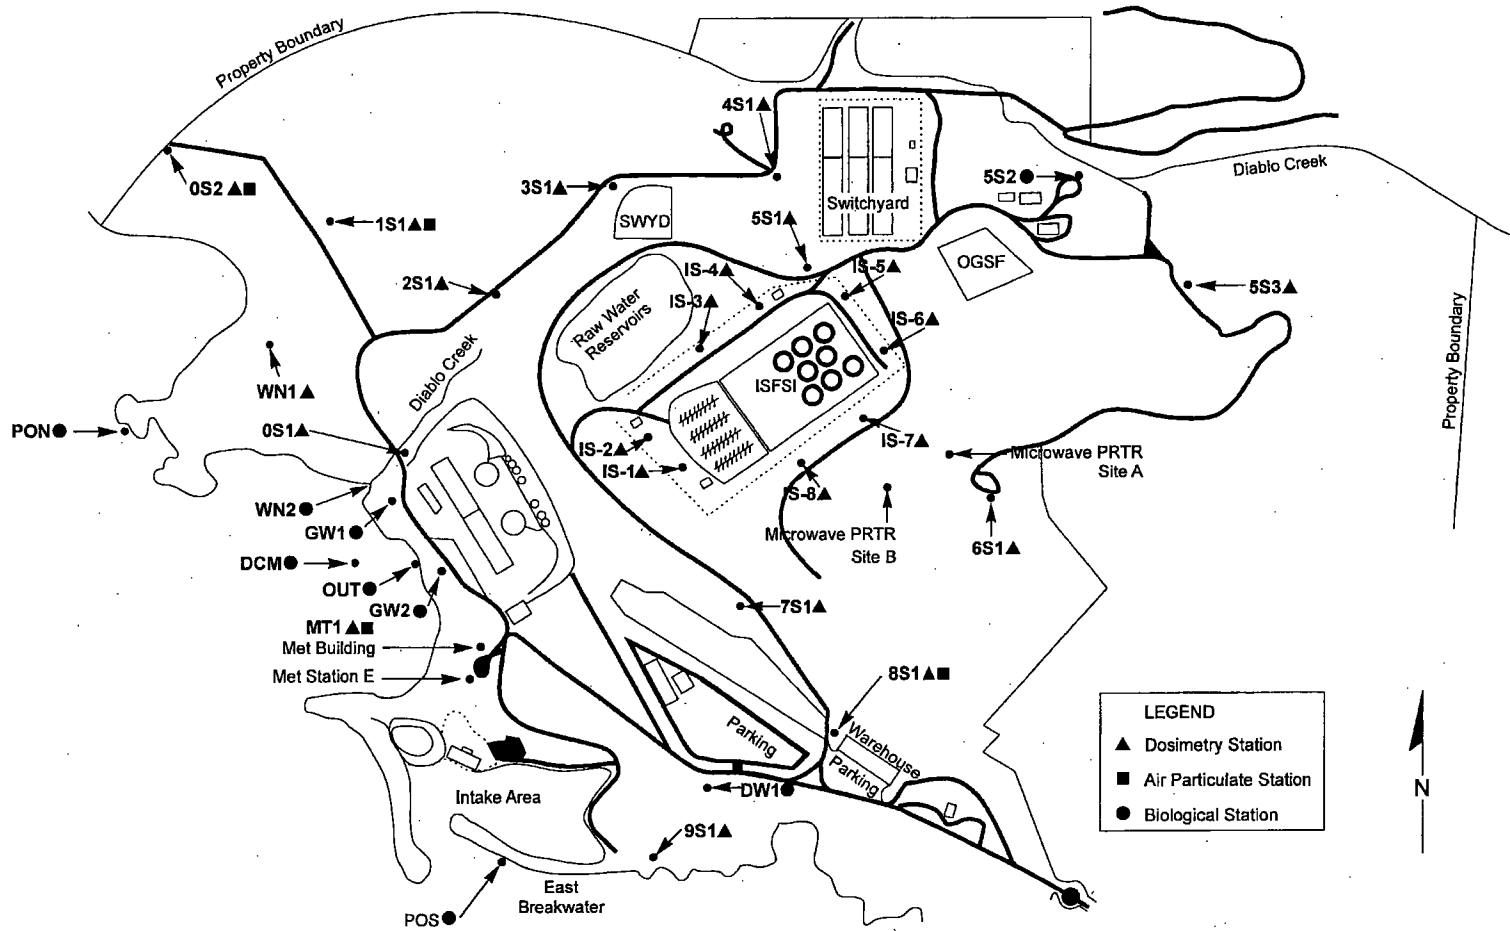 Property Boundary
4S1▲
0S2▲■
3S1▲
5S2●
Diablo Creek
1S1▲■
SWYD
5S1▲
Switchyard
2S1▲
IS-4▲
IS-5▲
OGSF
5S3▲
IS-3▲
Raw Water
Reservoirs
IS-6▲
Property Boundary
WN1▲
Diablo Creek
ISFSI
PON●
0S1▲
IS-2▲
IS-7▲
Microwave PRTR
Site A
IS-1▲
IS-8▲
WN2●
GW1
Microwave PRTR
Site B
6S1▲
DCM●
OUT●
GW2
7S1▲
MT1▲■
Met Building
Met Station E
8S1▲■
Parking
Warehouse
Parking
DW1
Intake Area
9S1▲
East
Breakwater
POS●
LEGEND
▲ Dosimetry Station
■ Air Particulate Station
● Biological Station
N